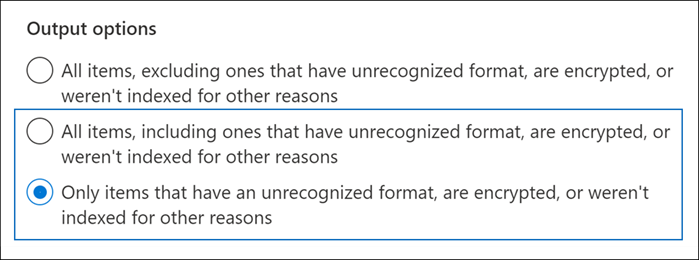 Output options
All items, excluding ones that have unrecognized format, are encrypted, or
weren't indexed for other reasons
All items, including ones that have unrecognized format, are encrypted, or
weren't indexed for other reasons
Only items that have an unrecognized format, are encrypted, or weren't
indexed for other reasons